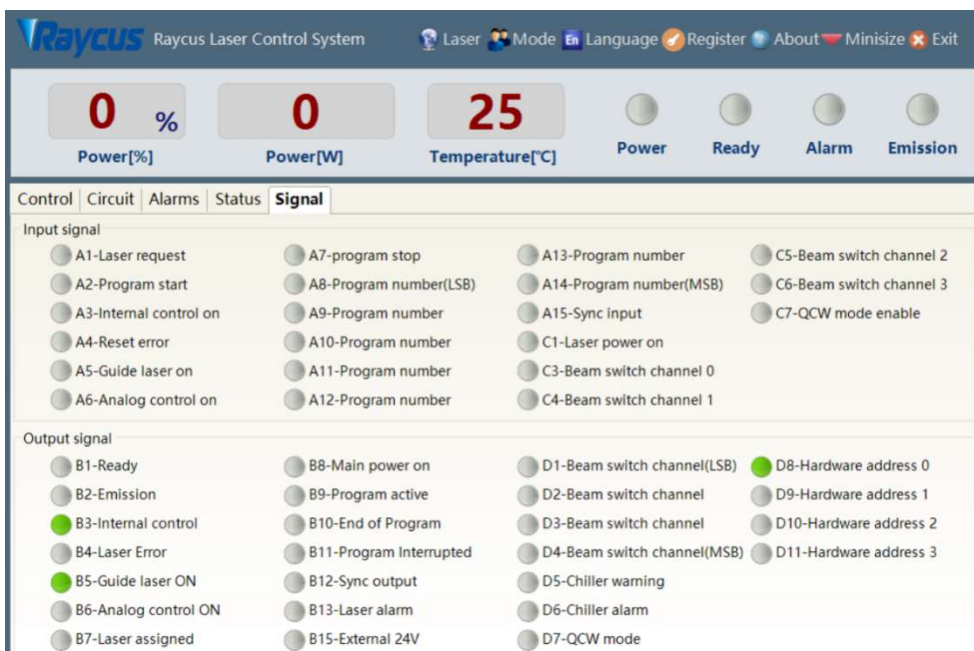 Raycus Raycus Laser Control System Laser Mode En Language Register About Minisize Exit
0 % 0 25
Power[%] Power[W] Temperature[℃] Power Ready Alarm Emission
Control Circuit Alarms Status Signal
Input signal
A1-Laser request A7-program stop A13-Program number C5-Beam switch channel 2
A2-Program start A8-Program number(LSB) A14-Program number(MSB) C6-Beam switch channel 3
A3-Internal control on A9-Program number A15-Sync input C7-QCW mode enable
A4-Reset error A10-Program number C1-Laser power on
A5-Guide laser on A11-Program number C3-Beam switch channel 0
A6-Analog control on A12-Program number C4-Beam switch channel 1
Output signal
B1-Ready B8-Main power on D1-Beam switch channel(LSB) D8-Hardware address 0
B2-Emission B9-Program active D2-Beam switch channel D9-Hardware address 1
B3-Internal control B10-End of Program D3-Beam switch channel D10-Hardware address 2
B4-Laser Error B11-Program Interrupted D4-Beam switch channel(MSB) D11-Hardware address 3
B5-Guide laser ON B12-Sync output D5-Chiller warning
B6-Analog control ON B13-Laser alarm D6-Chiller alarm
B7-Laser assigned B15-External 24V D7-QCW mode